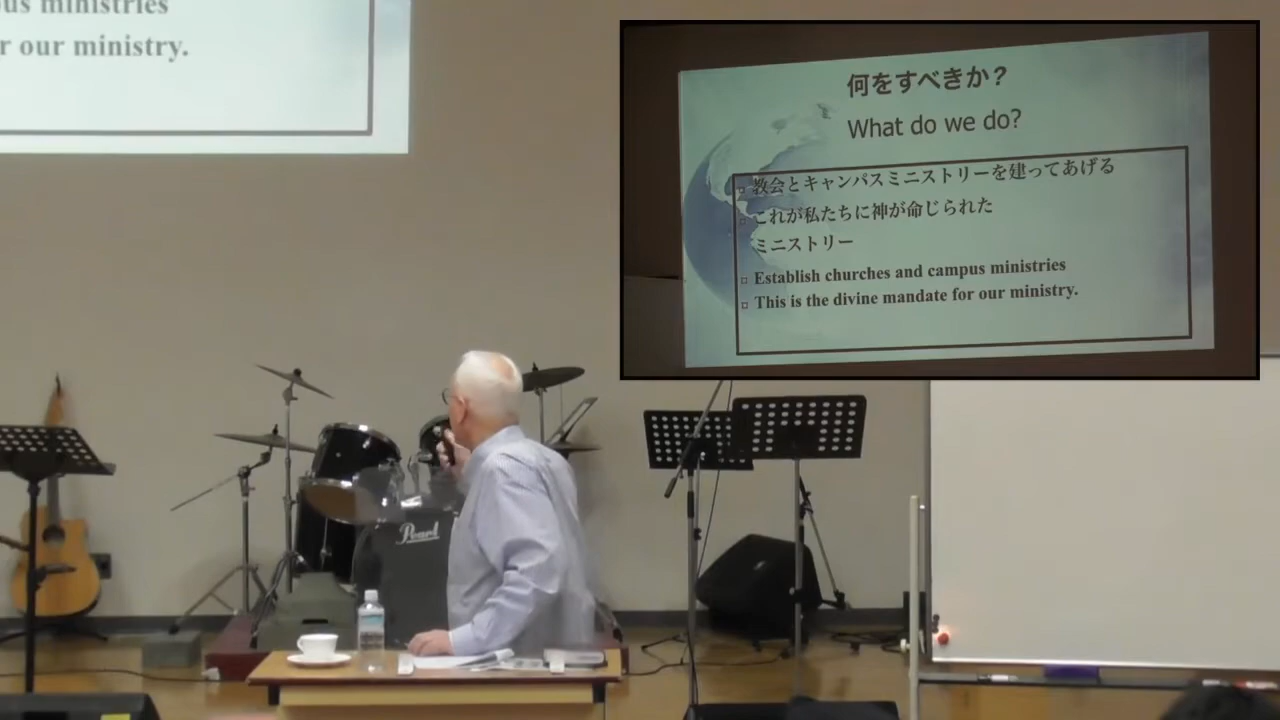 us ministries
r our ministry.
何をすべきか?
What do we do?
教会とキャンパスミニストリーを建ってあげる
これが私たちに神が命じられた
ミニストリー
Establish churches and campus ministries
This is the divine mandate for our ministry.
Pearl